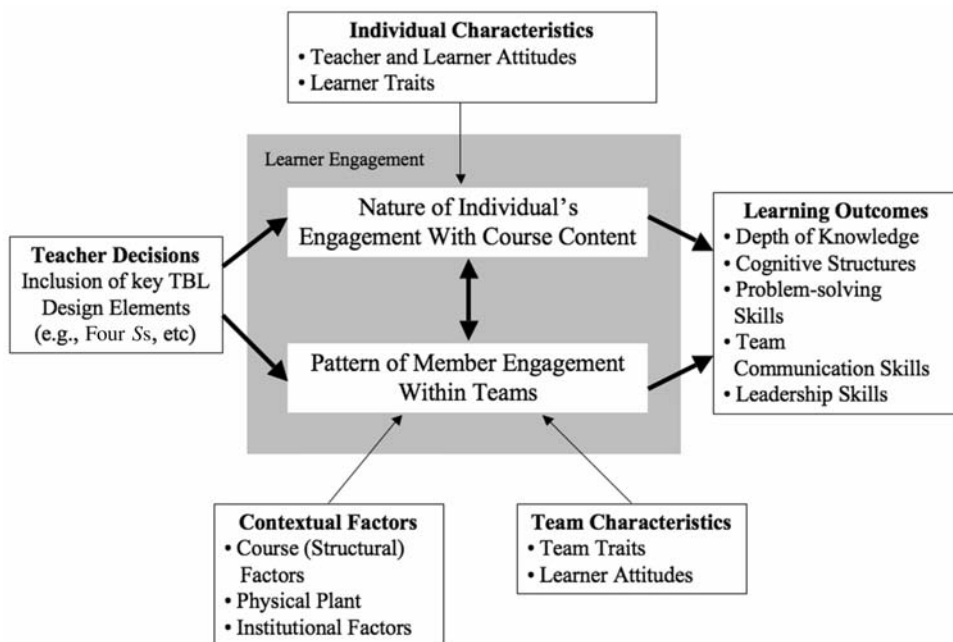 Individual Characteristics
• Teacher and Learner Attitudes
• Learner Traits
Learner Engagement
Nature of Individual’s
Engagement With Course Content
Teacher Decisions
Inclusion of key TBL
Design Elements
(e.g., Four Ss, etc)
Learning Outcomes
• Depth of Knowledge
• Cognitive Structures
• Problem-solving
Skills
• Team
Communication Skills
• Leadership Skills
Pattern of Member Engagement
Within Teams
Contextual Factors
• Course (Structural)
Factors
• Physical Plant
• Institutional Factors
Team Characteristics
• Team Traits
• Learner Attitudes